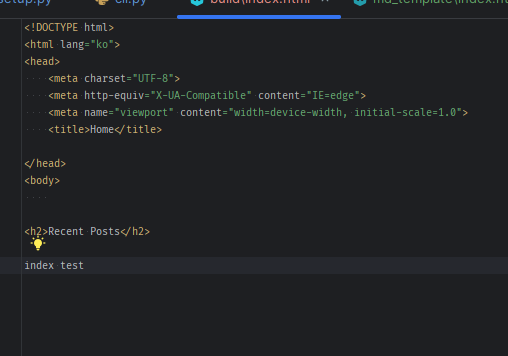 setup.py cli.py build\index.html md_template\index.h
<!DOCTYPE html>
<html lang="ko">
<head>
<meta charset="UTF-8">
<meta http-equiv="X-UA-Compatible" content="IE=edge">
<meta name="viewport" content="width=device-width, initial-scale=1.0">
<title>Home</title>
</head>
<body>
<h2>Recent Posts</h2>
index test